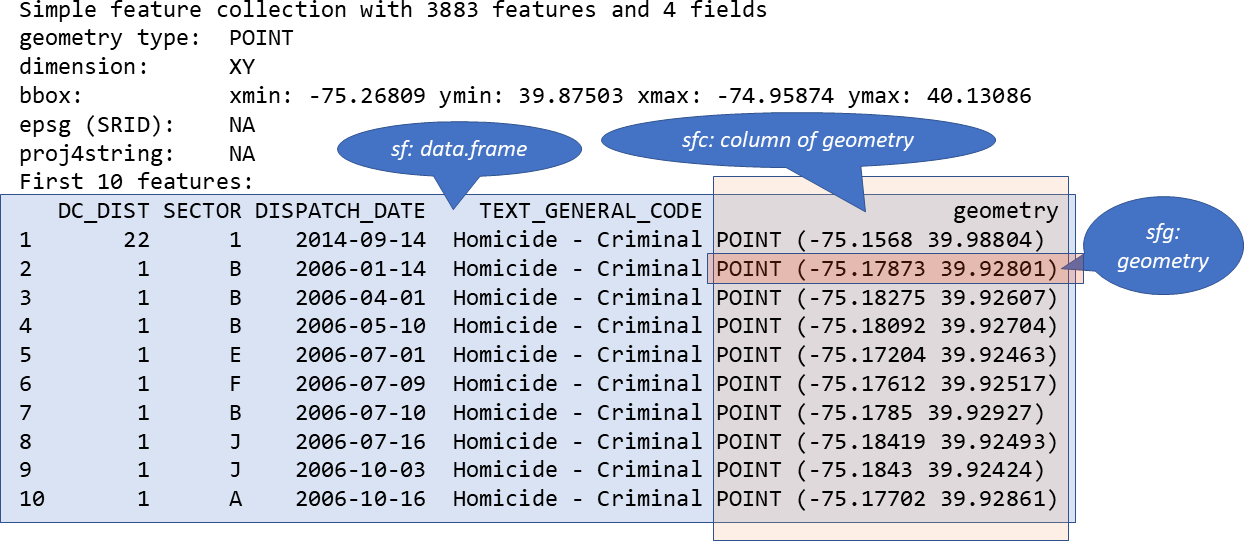 Simple feature collection with 3883 features and 4 fields
geometry type:  POINT
dimension:      XY
bbox:           xmin: -75.26809 ymin: 39.87503 xmax: -74.95874 ymax: 40.13086
epsg (SRID):    NA
proj4string:    NA
First 10 features:
sf: data.frame
sfc: column of geometry
   DC_DIST SECTOR DISPATCH_DATE    TEXT_GENERAL_CODE                   geometry
1       22      1    2014-09-14  Homicide - Criminal POINT (-75.1568 39.98804)
2        1      B    2006-01-14  Homicide - Criminal POINT (-75.17873 39.92801)
3        1      B    2006-04-01  Homicide - Criminal POINT (-75.18275 39.92607)
4        1      B    2006-05-10  Homicide - Criminal POINT (-75.18092 39.92704)
5        1      E    2006-07-01  Homicide - Criminal POINT (-75.17204 39.92463)
6        1      F    2006-07-09  Homicide - Criminal POINT (-75.17612 39.92517)
7        1      B    2006-07-10  Homicide - Criminal POINT (-75.1785 39.92927)
8        1      J    2006-07-16  Homicide - Criminal POINT (-75.18419 39.92493)
9        1      J    2006-10-03  Homicide - Criminal POINT (-75.1843 39.92424)
10       1      A    2006-10-16  Homicide - Criminal POINT (-75.17702 39.92861)
sfg:
geometry